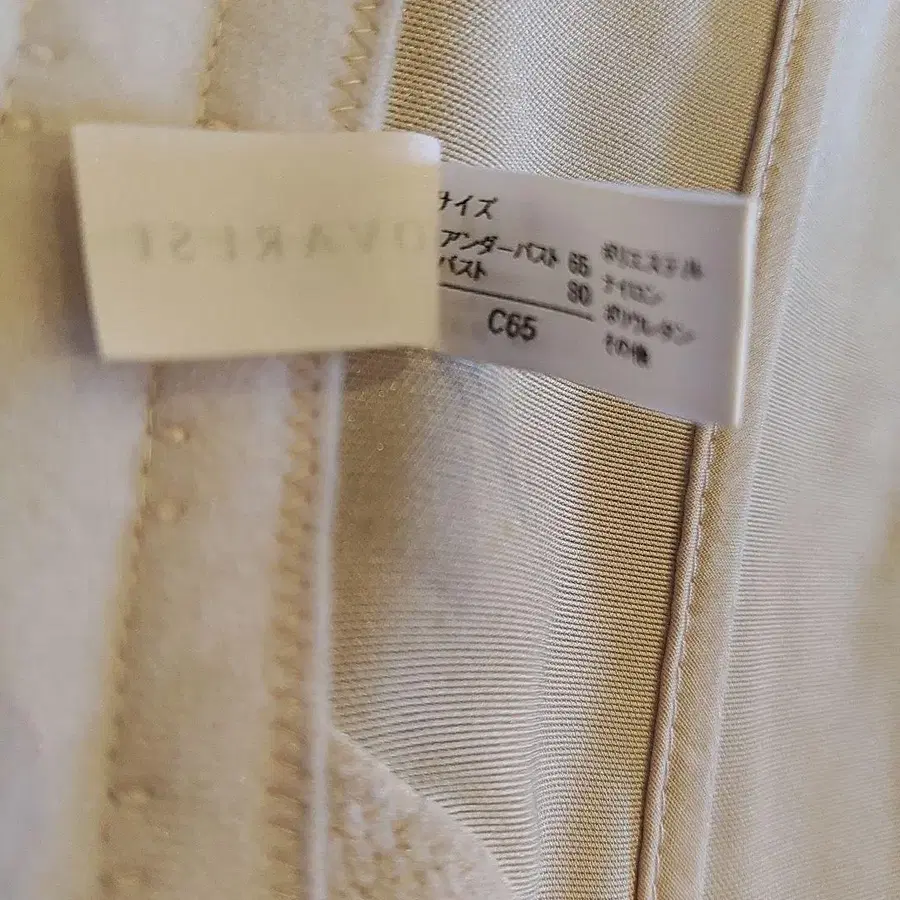 サイズ
アンダーバスト 65
バスト 80
C65
ポリエステル
ナイロン
ポリウレタン
その他